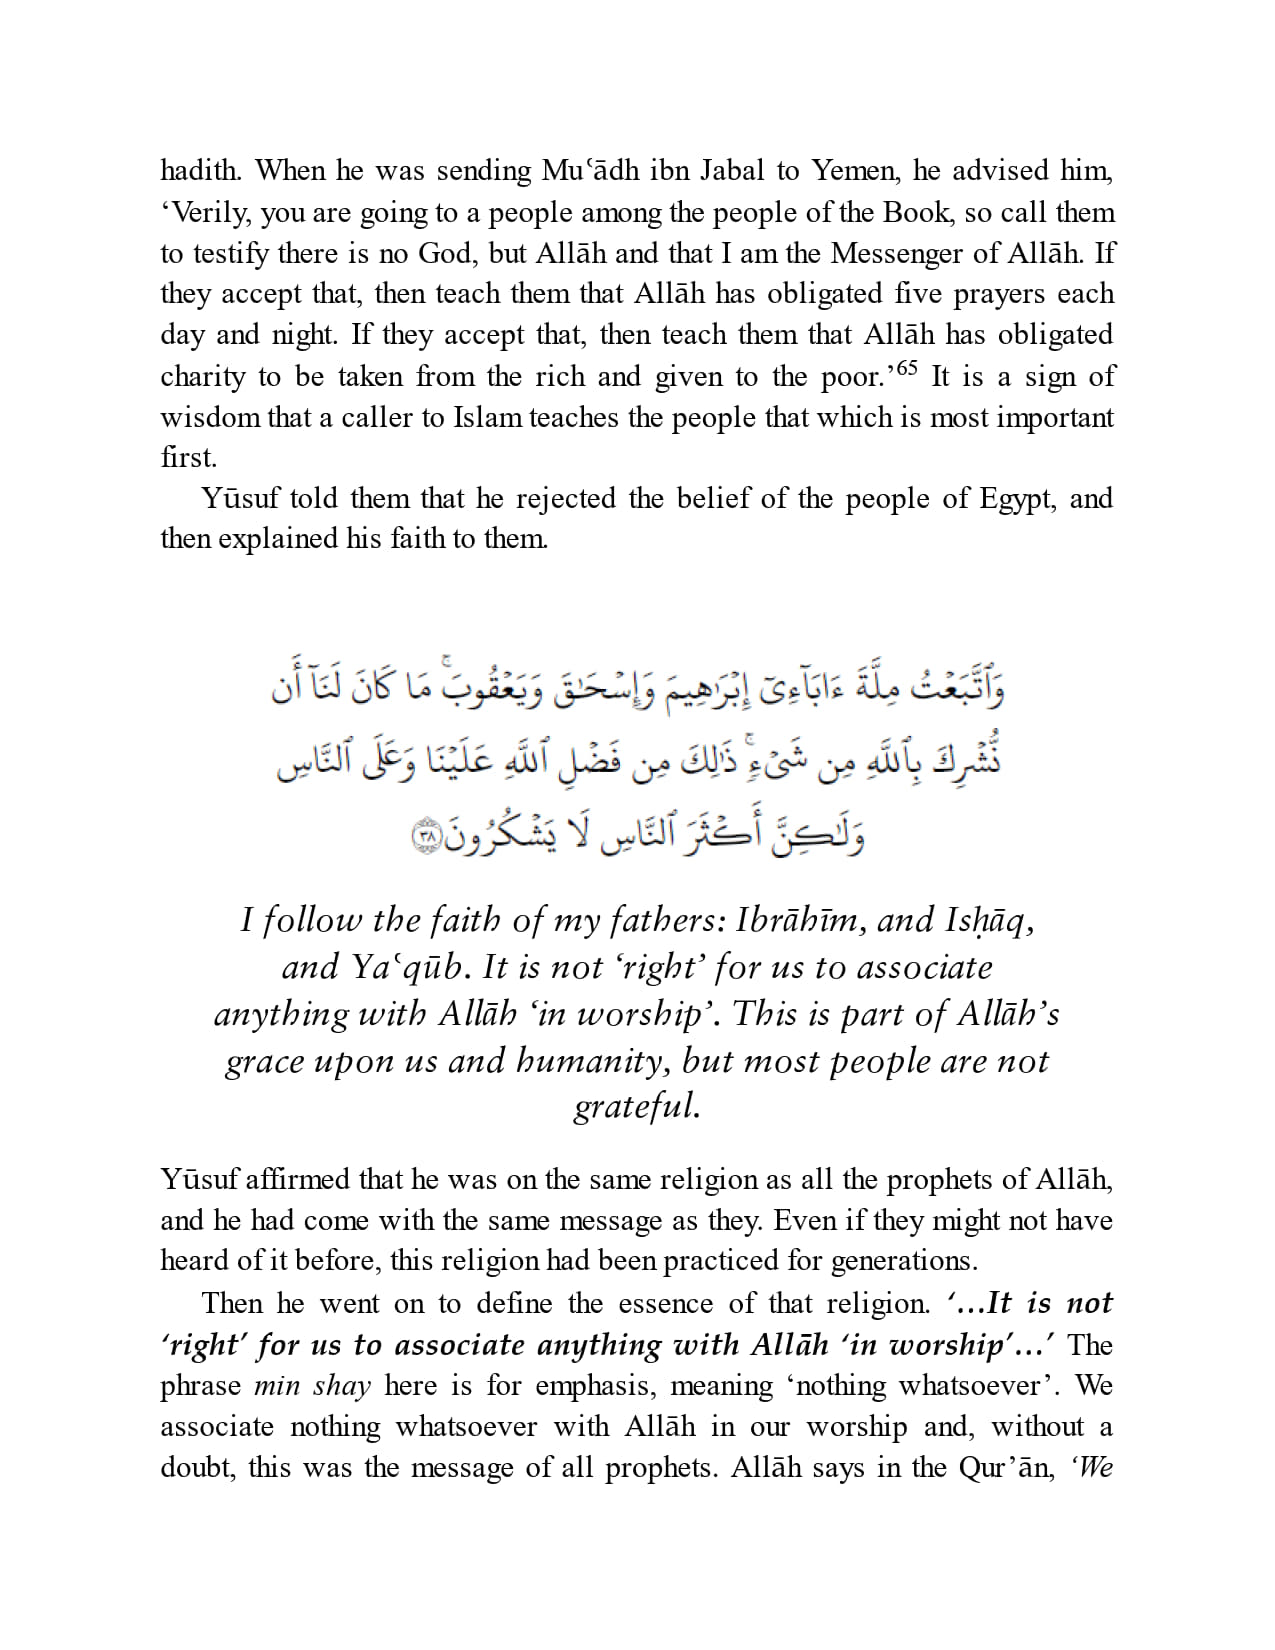 hadith. When he was sending Muʿādh ibn Jabal to Yemen, he advised him,
‘Verily, you are going to a people among the people of the Book, so call them
to testify there is no God, but Allāh and that I am the Messenger of Allāh. If
they accept that, then teach them that Allāh has obligated five prayers each
day and night. If they accept that, then teach them that Allāh has obligated
charity to be taken from the rich and given to the poor.’65 It is a sign of
wisdom that a caller to Islam teaches the people that which is most important
first.
Yūsuf told them that he rejected the belief of the people of Egypt, and
then explained his faith to them.
وَٱتَّبَعْتُ مِلَّةَ ءَابَآءِىٓ إِبْرَٰهِيمَ وَإِسْحَـٰقَ وَيَعْقُوبَ ۚ مَا كَانَ لَنَآ أَن
نُّشْرِكَ بِٱللَّهِ مِن شَىْءٍ ۚ ذَٰلِكَ مِن فَضْلِ ٱللَّهِ عَلَيْنَا وَعَلَى ٱلنَّاسِ
وَلَـٰكِنَّ أَكْثَرَ ٱلنَّاسِ لَا يَشْكُرُونَ ٣٨
I follow the faith of my fathers: Ibrāhīm, and Isḥāq,
and Yaʿqūb. It is not ‘right’ for us to associate
anything with Allāh ‘in worship’. This is part of Allāh’s
grace upon us and humanity, but most people are not
grateful.
Yūsuf affirmed that he was on the same religion as all the prophets of Allāh,
and he had come with the same message as they. Even if they might not have
heard of it before, this religion had been practiced for generations.
Then he went on to define the essence of that religion. ‘…It is not
‘right’ for us to associate anything with Allāh ‘in worship’…’ The
phrase min shay here is for emphasis, meaning ‘nothing whatsoever’. We
associate nothing whatsoever with Allāh in our worship and, without a
doubt, this was the message of all prophets. Allāh says in the Qur’ān, ‘We